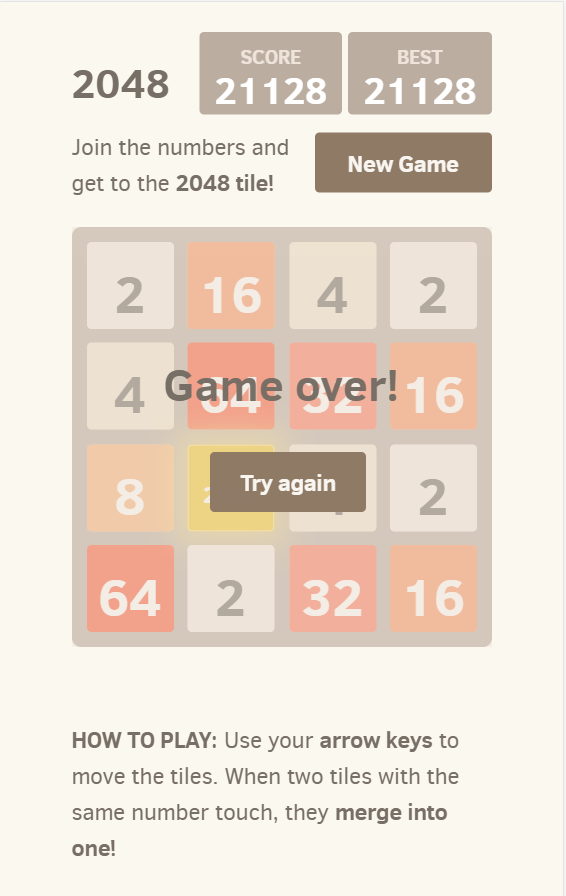 2048
SCORE
21128
BEST
21128
Join the numbers and
get to the 2048 tile!
New Game
2 16 4 2
4 64 32 16
Game over!
8 2
Try again
64 2 32 16
HOW TO PLAY: Use your arrow keys to
move the tiles. When two tiles with the
same number touch, they merge into
one!